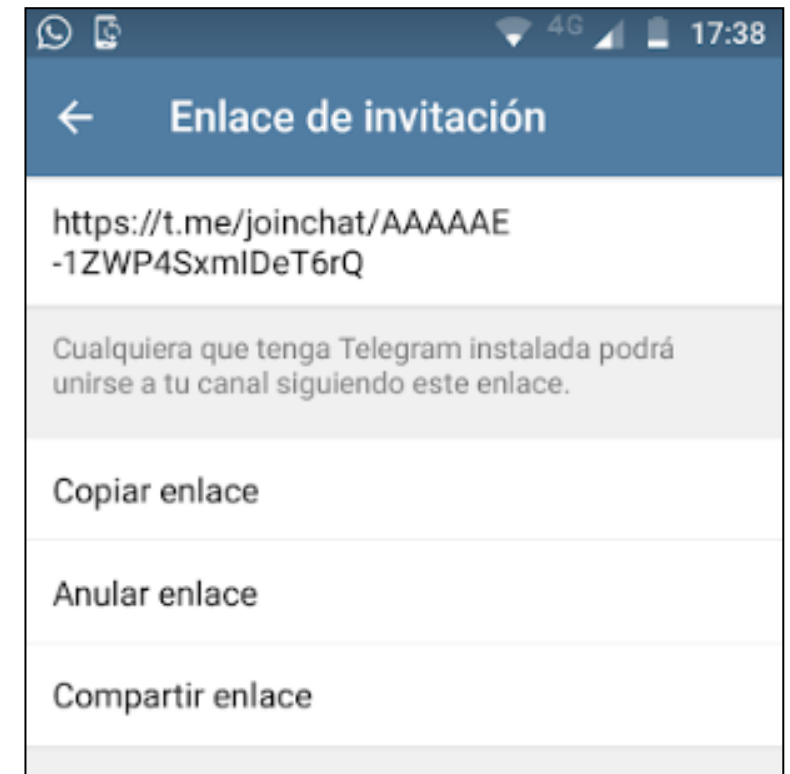 4G 17:38
Enlace de invitación
https://t.me/joinchat/AAAAAE
-1ZWP4SxmIDeT6rQ
Cualquiera que tenga Telegram instalada podrá
unirse a tu canal siguiendo este enlace.
Copiar enlace
Anular enlace
Compartir enlace